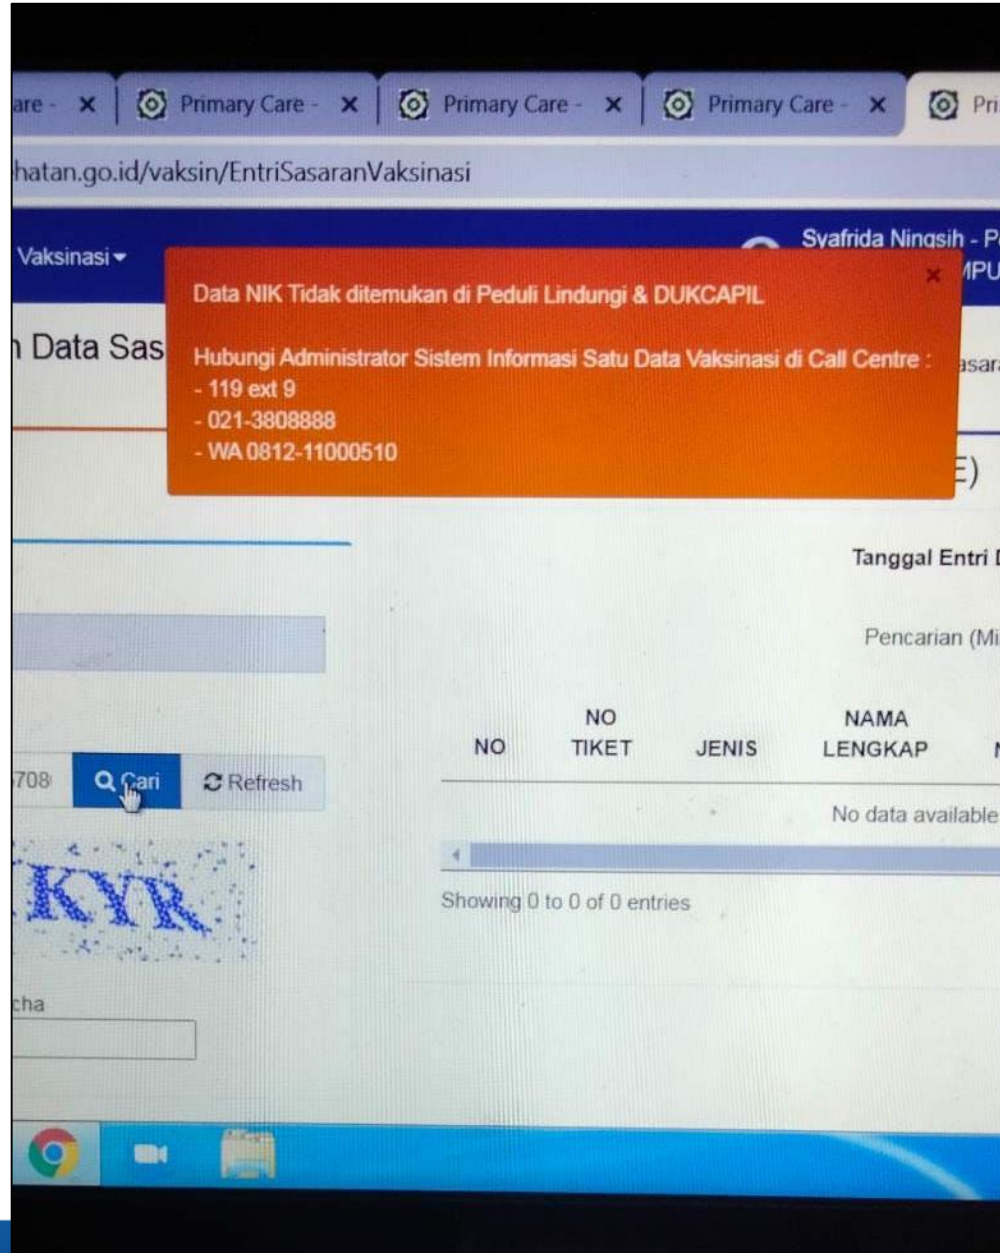 are -
Primary Care -
Primary Care -
Primary Care -
Pri
hatan.go.id/vaksin/EntriSasaranVaksinasi
Vaksinasi
Syafrida Ningsih - P
MPU
Data NIK Tidak ditemukan di Peduli Lindungi & DUKCAPIL
Hubungi Administrator Sistem Informasi Satu Data Vaksinasi di Call Centre :
- 119 ext 9
- 021-3808888
- WA 0812-11000510
n Data Sas
asara
E)
Tanggal Entri D
Pencarian (Mi
NO
NO
TIKET
JENIS
NAMA
LENGKAP
N
708
Cari
Refresh
No data available
KYR
Showing 0 to 0 of 0 entries
cha